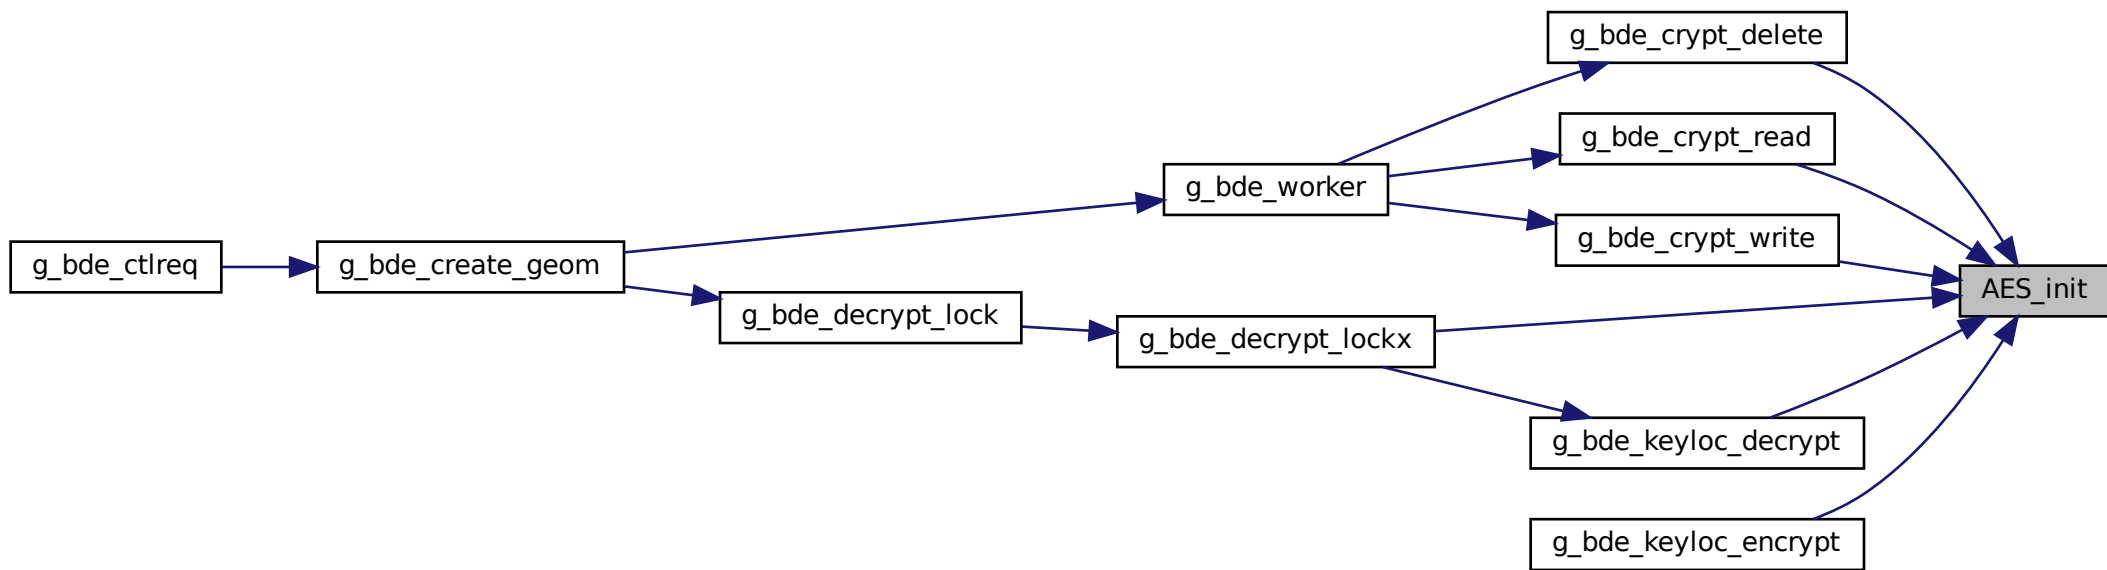 g_bde_crypt_delete
g_bde_crypt_read
g_bde_worker
g_bde_crypt_write
g_bde_ctlreq
g_bde_create_geom
AES_init
g_bde_decrypt_lock
g_bde_decrypt_lockx
g_bde_keyloc_decrypt
g_bde_keyloc_encrypt